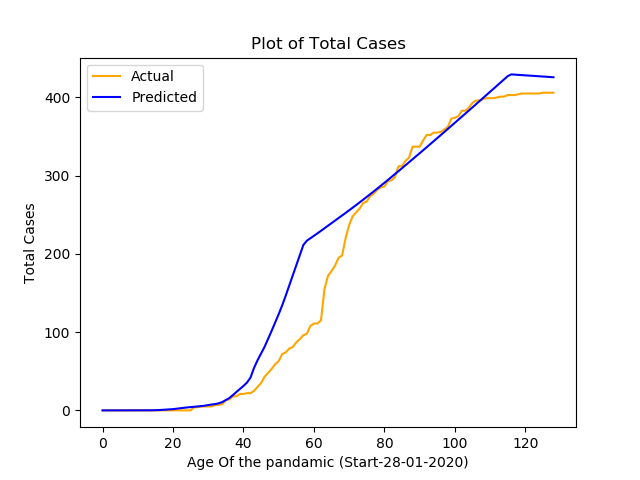 Plot of Total Cases
Actual
Predicted
400
300
200
100
0
Total Cases
0 20 40 60 80 100 120
Age Of the pandamic (Start-28-01-2020)